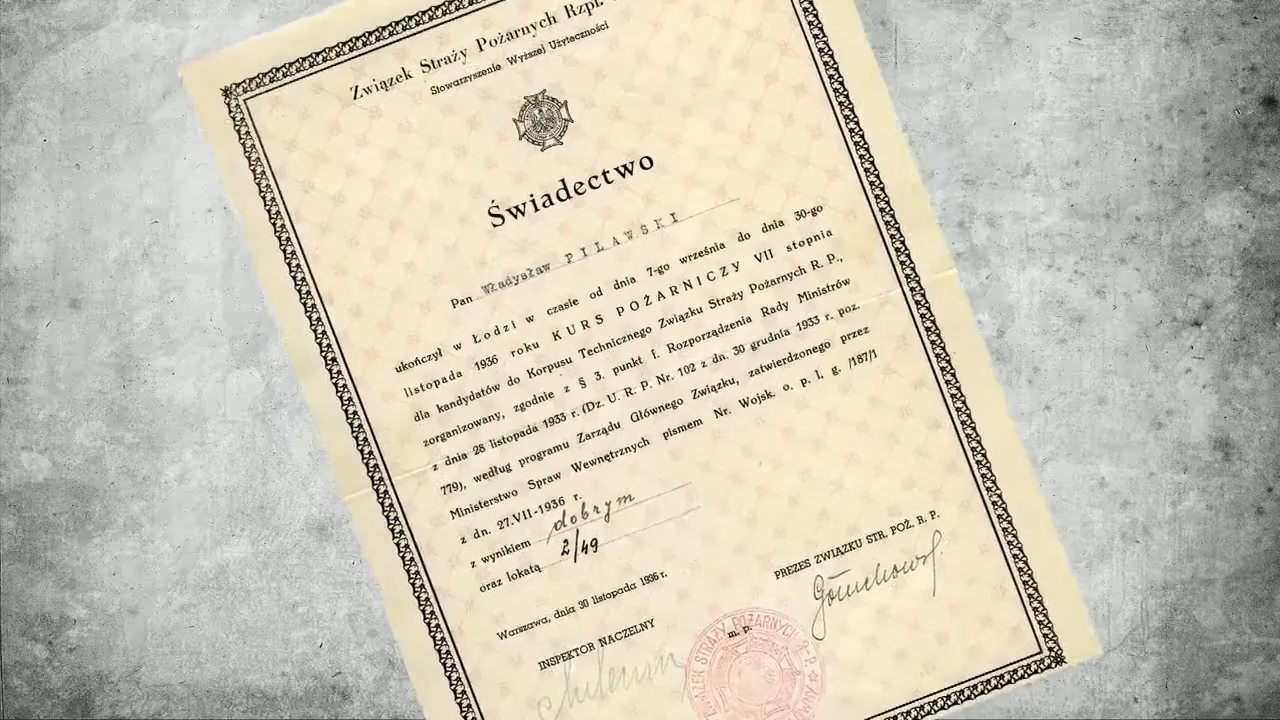 Związek Straży Pożarnych Rzpl.
Stowarzyszenie Wyższej Użyteczności
Świadectwo
Pan Władysław PILAWSKI
ukończył w Łodzi w czasie od dnia 7-go września do dnia 30-go
listopada 1936 roku KURS POŻARNICZY VII stopnia
dla kandydatów do Korpusu Technicznego Związku Straży Pożarnych R. P.,
zorganizowany, zgodnie z § 3. punkt f. Rozporządzenia Rady Ministrów
z dnia 28 listopada 1933 r. (Dz. U. R. P. Nr. 102 z dn. 30 grudnia 1933 r. poz.
779), według programu Zarządu Głównego Związku, zatwierdzonego przez
Ministerstwo Spraw Wewnętrznych pismem Nr. Wojsk. o. p. l. g. /187/1
z dn. 27.VII-1936 r.
z wynikiem dobrym
oraz lokatą 2/49
Warszawa, dnia 30 listopada 1936 r.
PREZES ZWIĄZKU STR. POŻ. R. P.
INSPEKTOR NACZELNY
m. p.
STRAŻY POŻARNYCH R-P